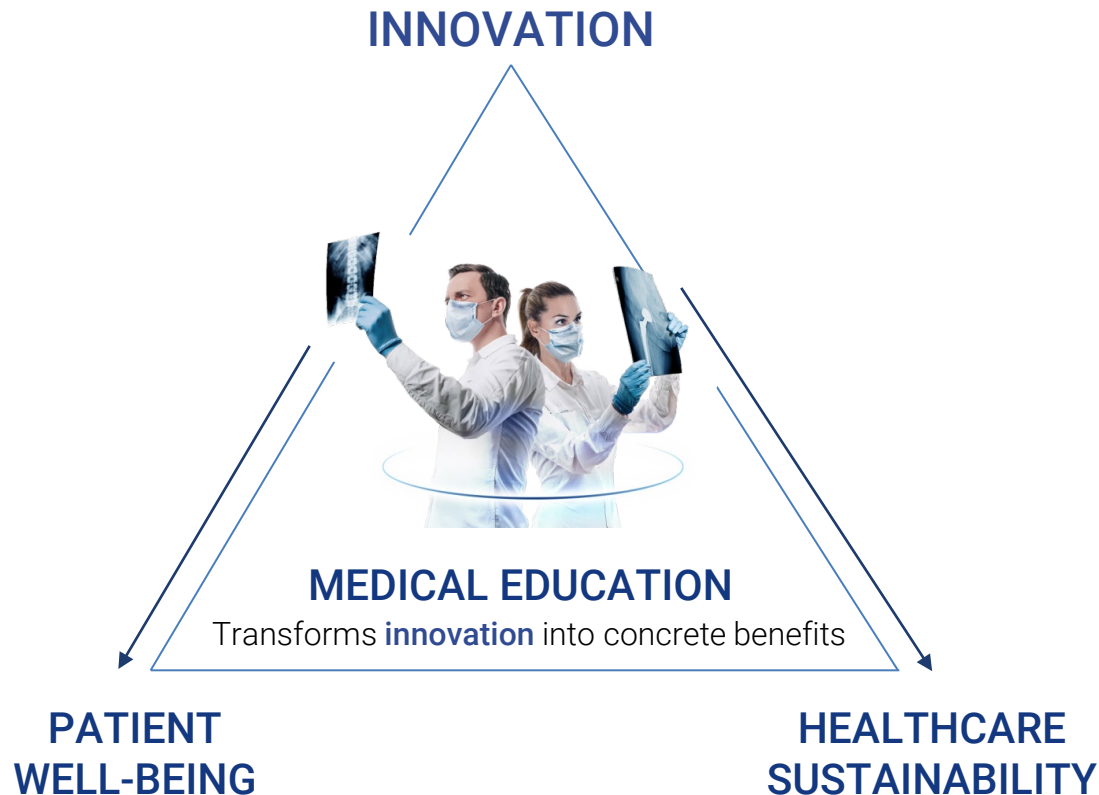 INNOVATION
MEDICAL EDUCATION
Transforms innovation into concrete benefits
PATIENT
WELL-BEING
HEALTHCARE
SUSTAINABILITY